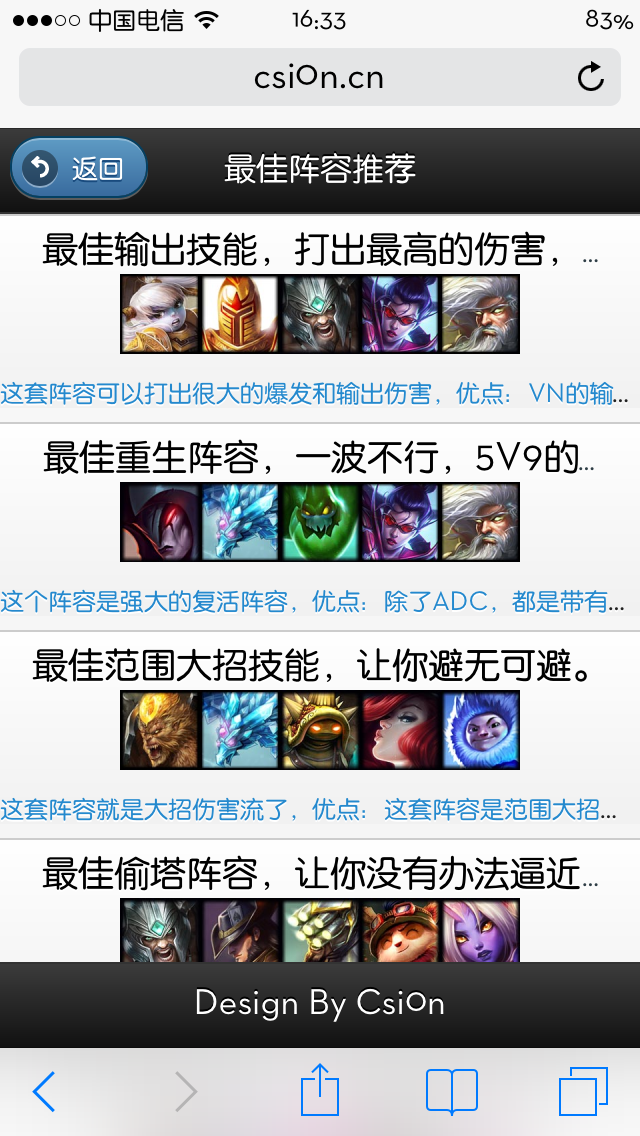 中国电信
16:33
83%
csiOn.cn
返回
最佳阵容推荐
最佳输出技能，打出最高的伤害，...
这套阵容可以打出很大的爆发和输出伤害，优点：VN的输...
最佳重生阵容，一波不行，5V9的...
这个阵容是强大的复活阵容，优点：除了ADC，都是带有...
最佳范围大招技能，让你避无可避。
这套阵容就是大招伤害流了，优点：这套阵容是范围大招...
最佳偷塔阵容，让你没有办法逼近...
Design By CsiOn